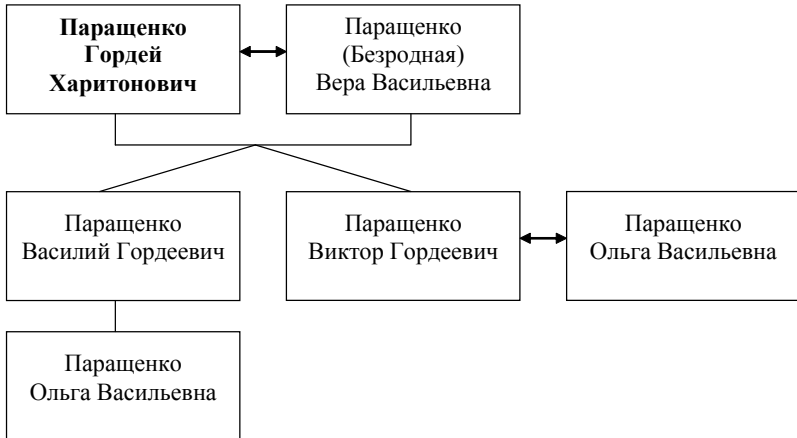 Паращенко
Гордей
Харитонович
Паращенко
(Безродная)
Вера Васильевна
Паращенко
Василий Гордеевич
Паращенко
Виктор Гордеевич
Паращенко
Ольга Васильевна
Паращенко
Ольга Васильевна